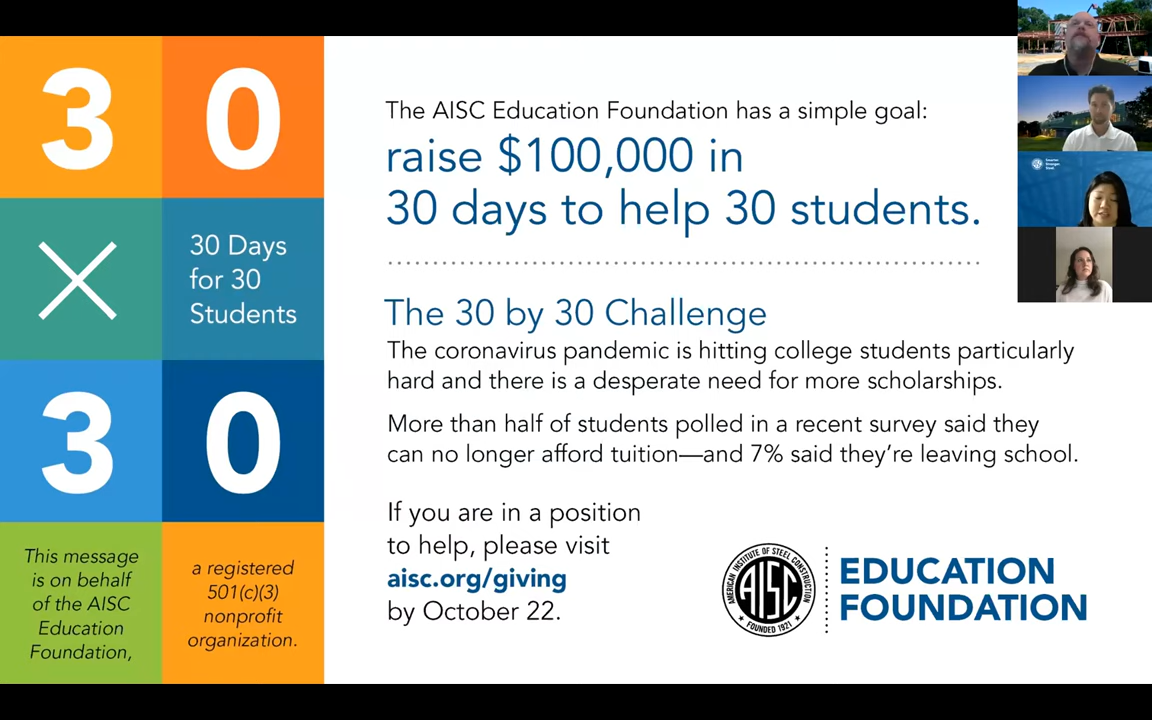 30
×
30 Days
for 30
Students
30
This message
is on behalf
of the AISC
Education
Foundation,
a registered
501(c)(3)
nonprofit
organization.
The AISC Education Foundation has a simple goal:
raise $100,000 in
30 days to help 30 students.
The 30 by 30 Challenge
The coronavirus pandemic is hitting college students particularly
hard and there is a desperate need for more scholarships.
More than half of students polled in a recent survey said they
can no longer afford tuition—and 7% said they’re leaving school.
If you are in a position
to help, please visit
aisc.org/giving
by October 22.
AMERICAN INSTITUTE OF STEEL CONSTRUCTION
AISC
FOUNDED 1921
EDUCATION
FOUNDATION
Smarter.
Stronger.
Steel.